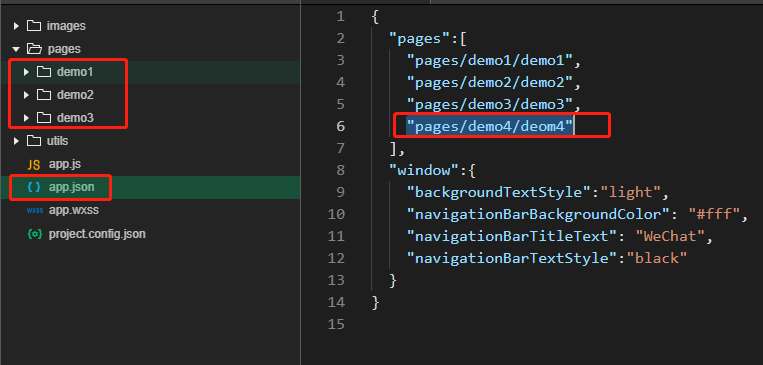 images
pages
demo1
demo2
demo3
utils
JS app.js
{ } app.json
wxss app.wxss
{o} project.config.json
1 {
2 "pages":[
3 "pages/demo1/demo1",
4 "pages/demo2/demo2",
5 "pages/demo3/demo3",
6 "pages/demo4/deom4"
7 ],
8 "window":{
9 "backgroundTextStyle":"light",
10 "navigationBarBackgroundColor": "#fff",
11 "navigationBarTitleText": "WeChat",
12 "navigationBarTextStyle":"black"
13 }
14 }
15